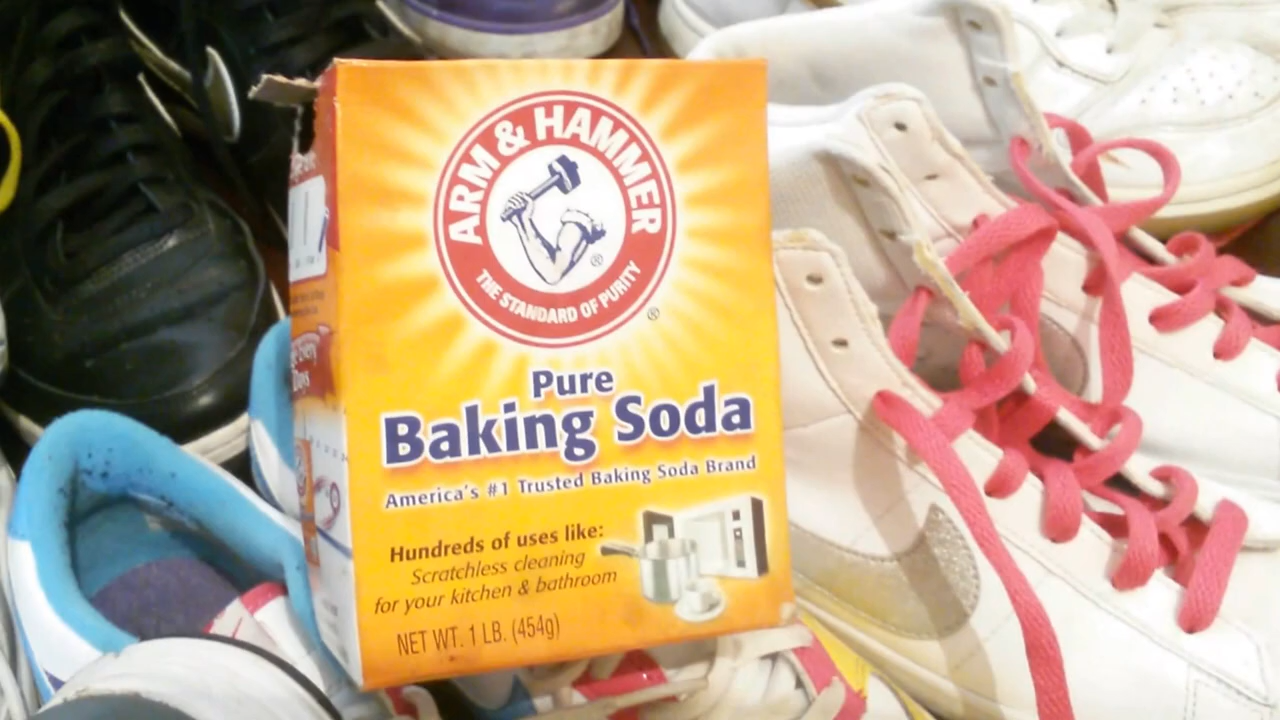 ARM & HAMMER
®
THE STANDARD OF PURITY
®
Pure
Baking Soda
America's #1 Trusted Baking Soda Brand
Hundreds of uses like:
Scratchless cleaning
for your kitchen & bathroom
NET WT. 1 LB. (454g)
Days